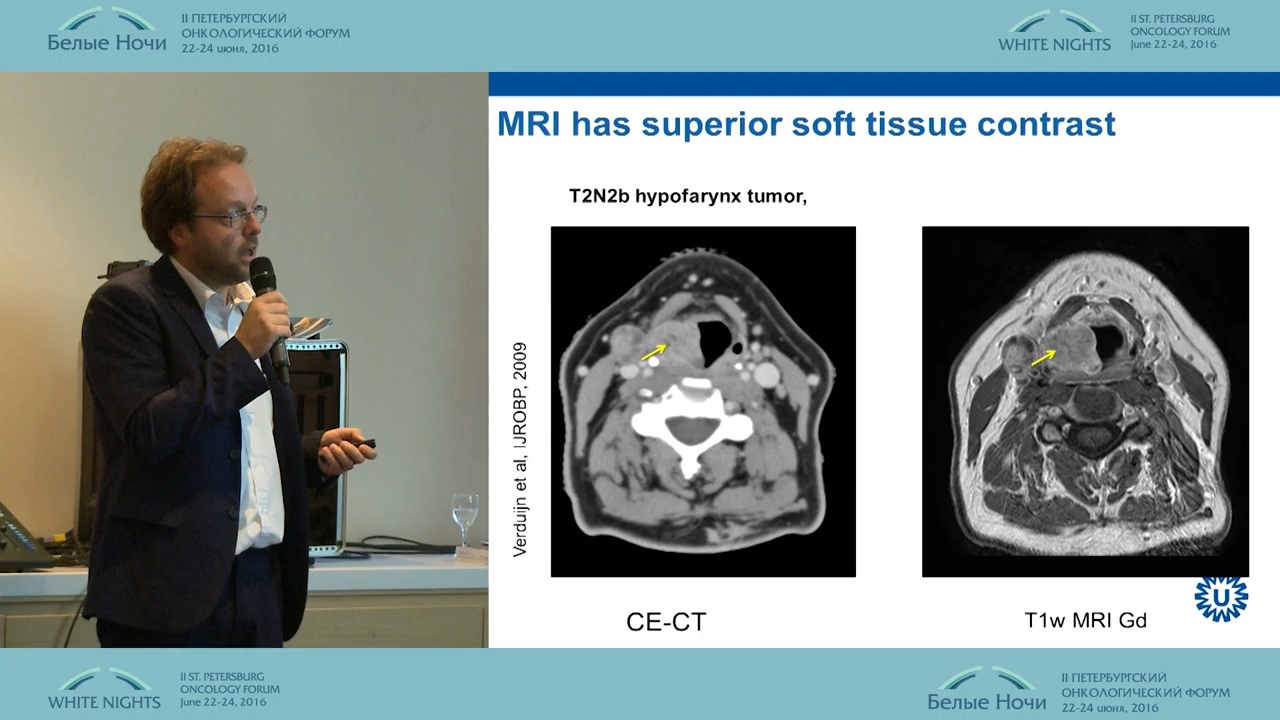 Белые Ночи
II ПЕТЕРБУРГСКИЙ
ОНКОЛОГИЧЕСКИЙ ФОРУМ
22-24 июня, 2016
WHITE NIGHTS
II ST. PETERSBURG
ONCOLOGY FORUM
June 22-24, 2016
MRI has superior soft tissue contrast
T2N2b hypofarynx tumor,
Verduijn et al, IJROBP, 2009
CE-CT
T1w MRI Gd
U
WHITE NIGHTS
II ST. PETERSBURG
ONCOLOGY FORUM
June 22-24, 2016
Белые Ночи
II ПЕТЕРБУРГСКИЙ
ОНКОЛОГИЧЕСКИЙ ФОРУМ
22-24 июня, 2016